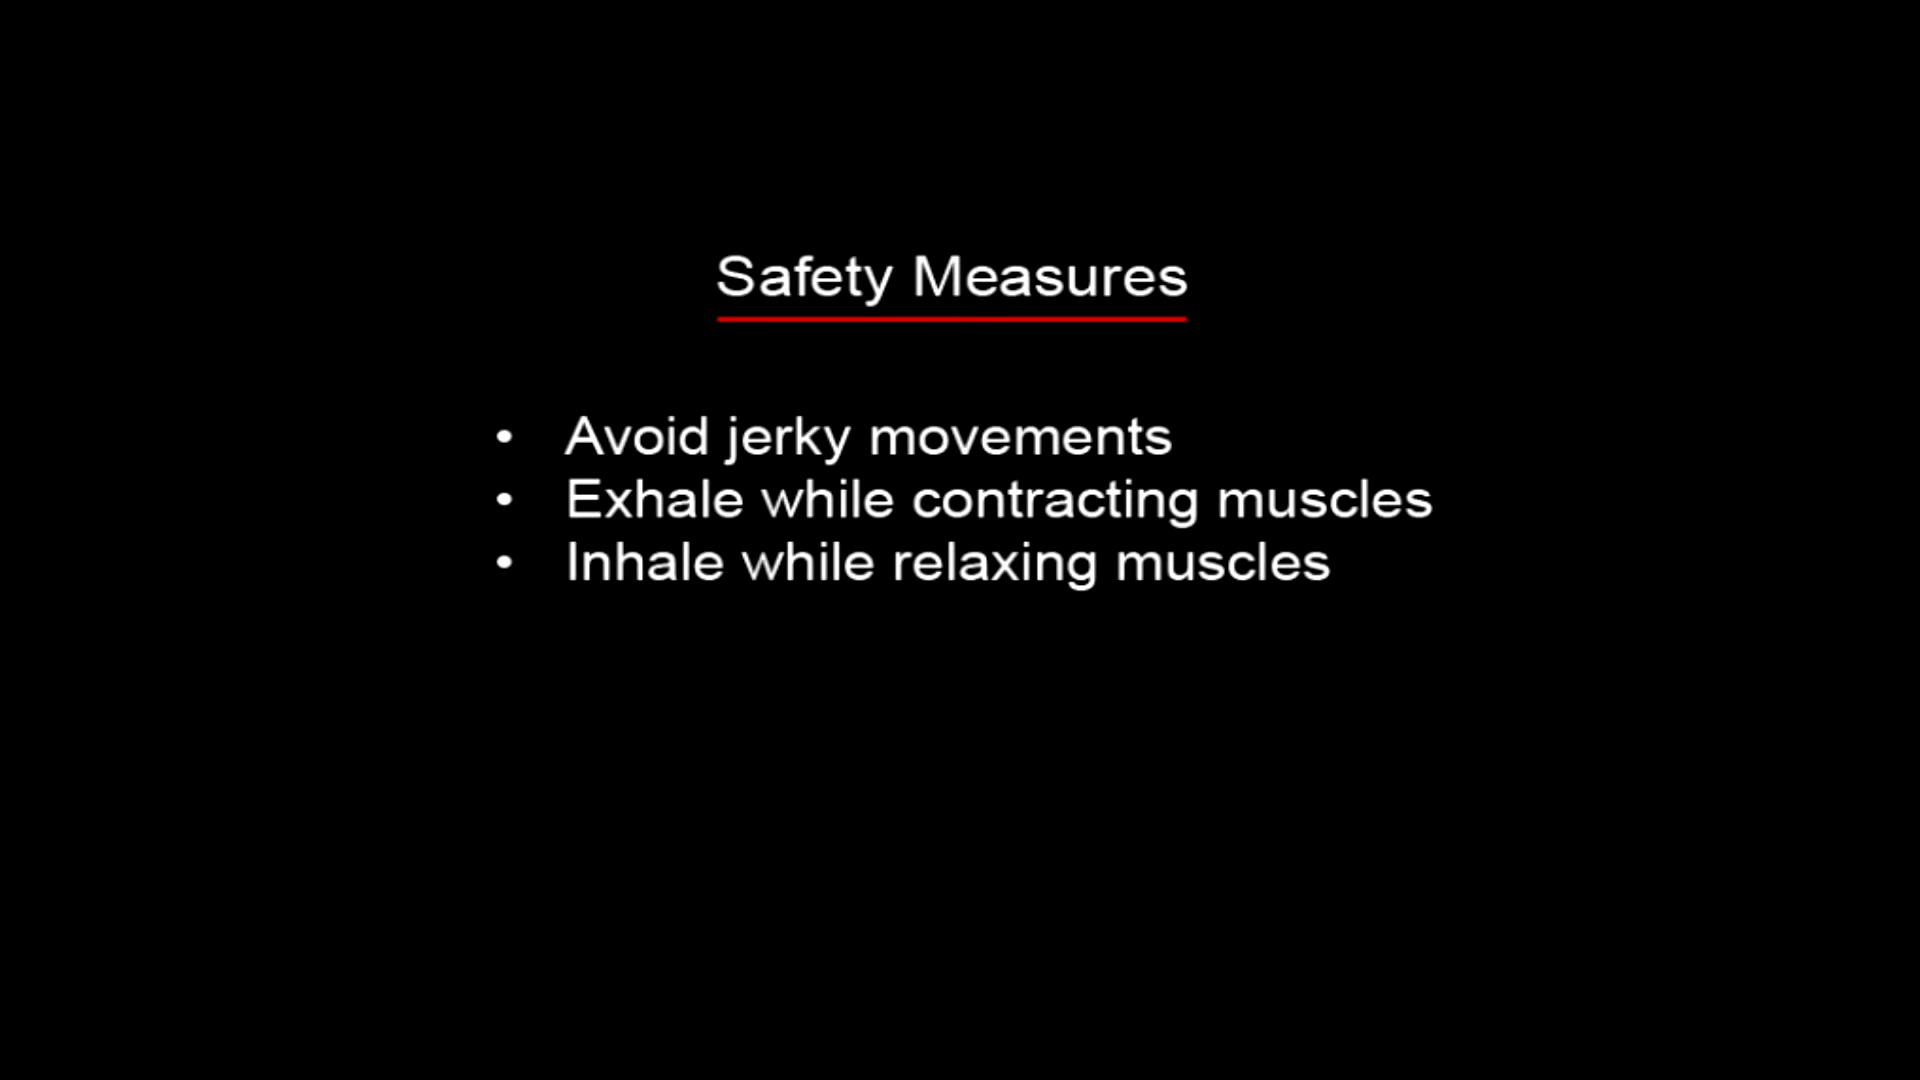 Safety Measures
• Avoid jerky movements
• Exhale while contracting muscles
• Inhale while relaxing muscles